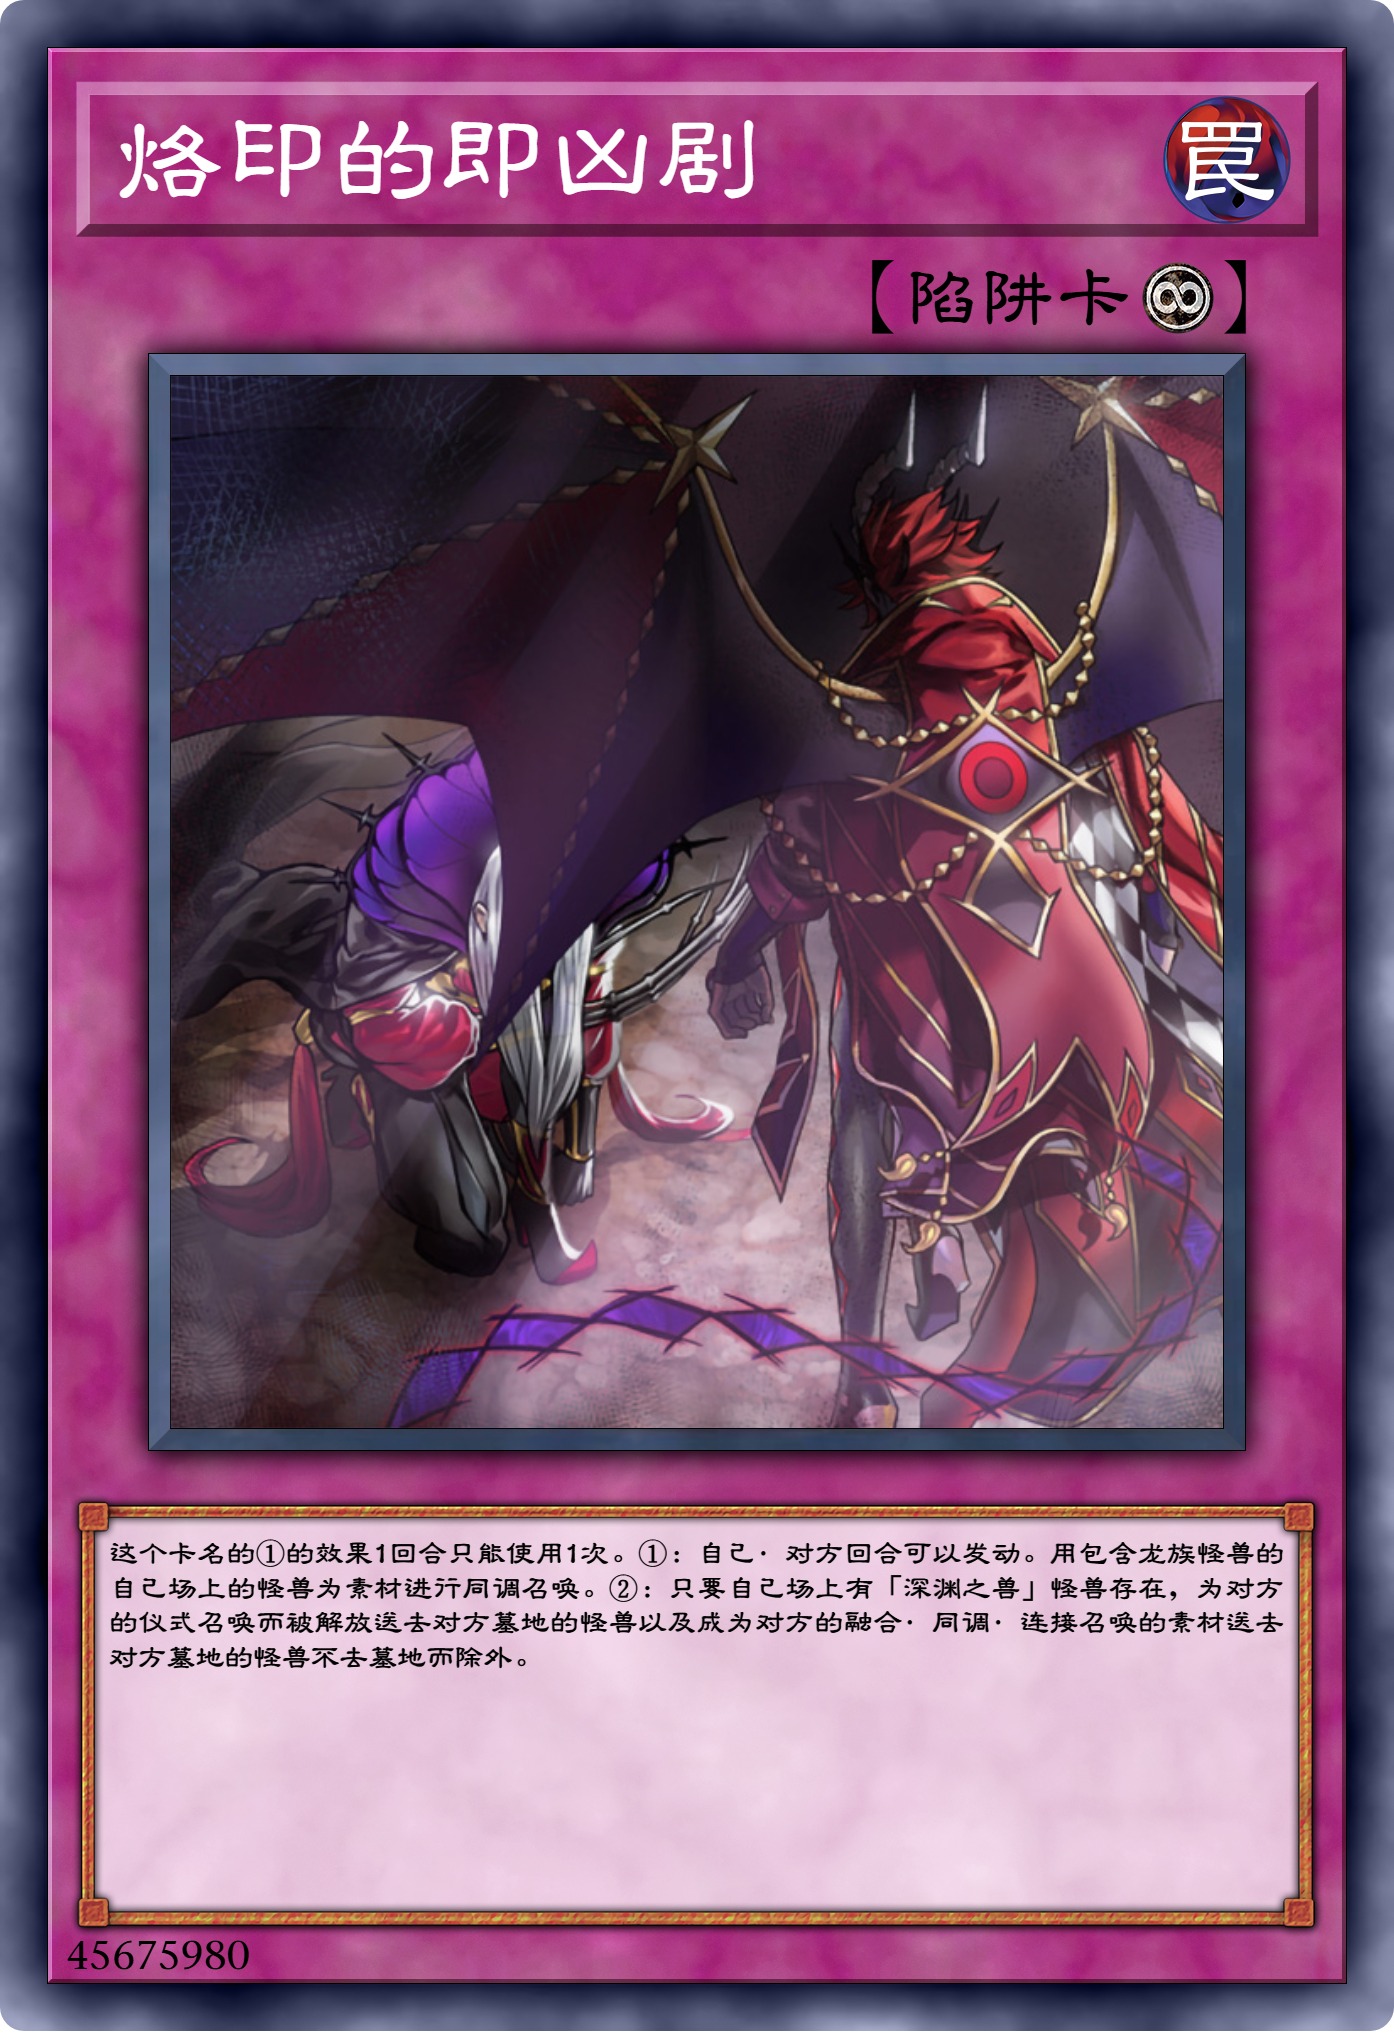 烙印的即凶剧
罠
【陷阱卡 】
这个卡名的①的效果1回合只能使用1次。①：自己·对方回合可以发动。用包含龙族怪兽的
自己场上的怪兽为素材进行同调召唤。②：只要自己场上有「深渊之兽」怪兽存在，为对方
的仪式召唤而被解放送去对方墓地的怪兽以及成为对方的融合·同调·连接召唤的素材送去
对方墓地的怪兽不去墓地而除外。
45675980